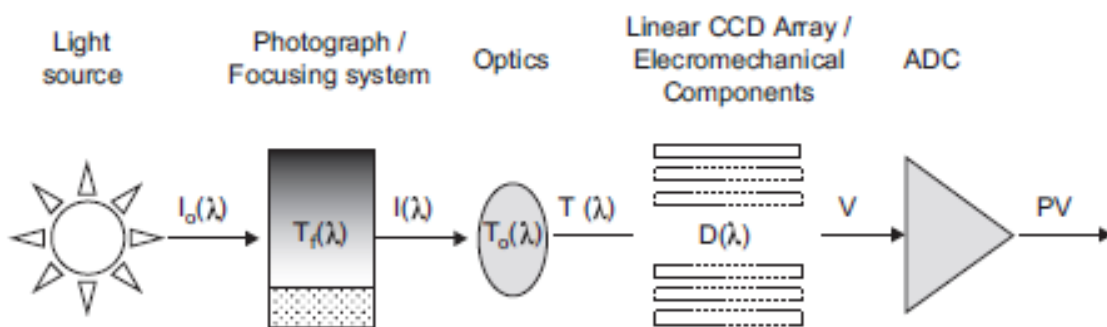 Light
source
Photograph /
Focusing system
Optics
Linear CCD Array /
Elecromechanical
Components
ADC
I₀(λ)
T_f(λ)
I(λ)
T₀(λ)
T (λ)
D(λ)
V
PV